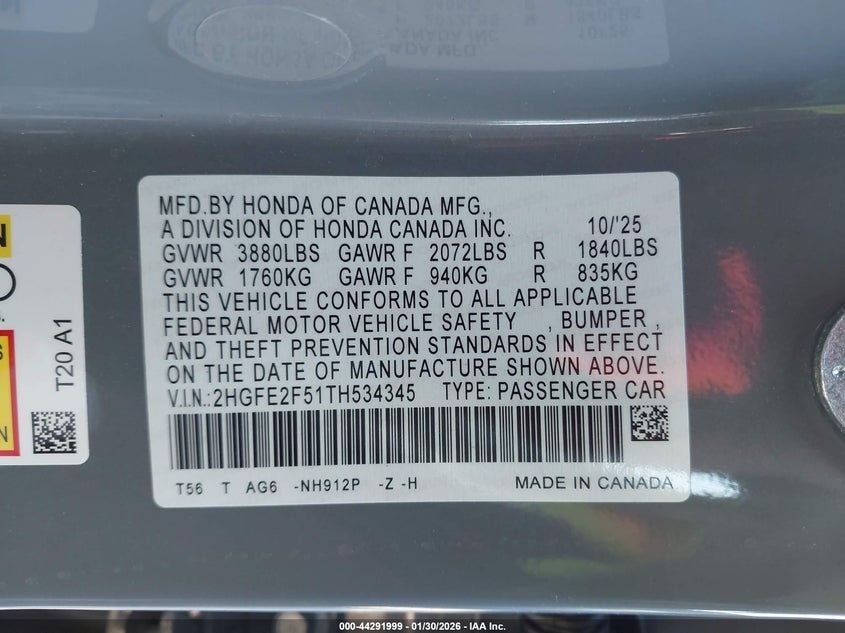 MFD.BY HONDA OF CANADA MFG.,
A DIVISION OF HONDA CANADA INC. 10/'25
GVWR 3880LBS GAWR F 2072LBS R 1840LBS
GVWR 1760KG GAWR F 940KG R 835KG
THIS VEHICLE CONFORMS TO ALL APPLICABLE
FEDERAL MOTOR VEHICLE SAFETY , BUMPER ,
AND THEFT PREVENTION STANDARDS IN EFFECT
ON THE DATE OF MANUFACTURE SHOWN ABOVE.
V.I.N.:2HGFE2F51TH534345 TYPE: PASSENGER CAR
T56 T AG6 -NH912P -Z -H MADE IN CANADA
T20 A1
000-44291999 - 01/30/2026 - IAA Inc.